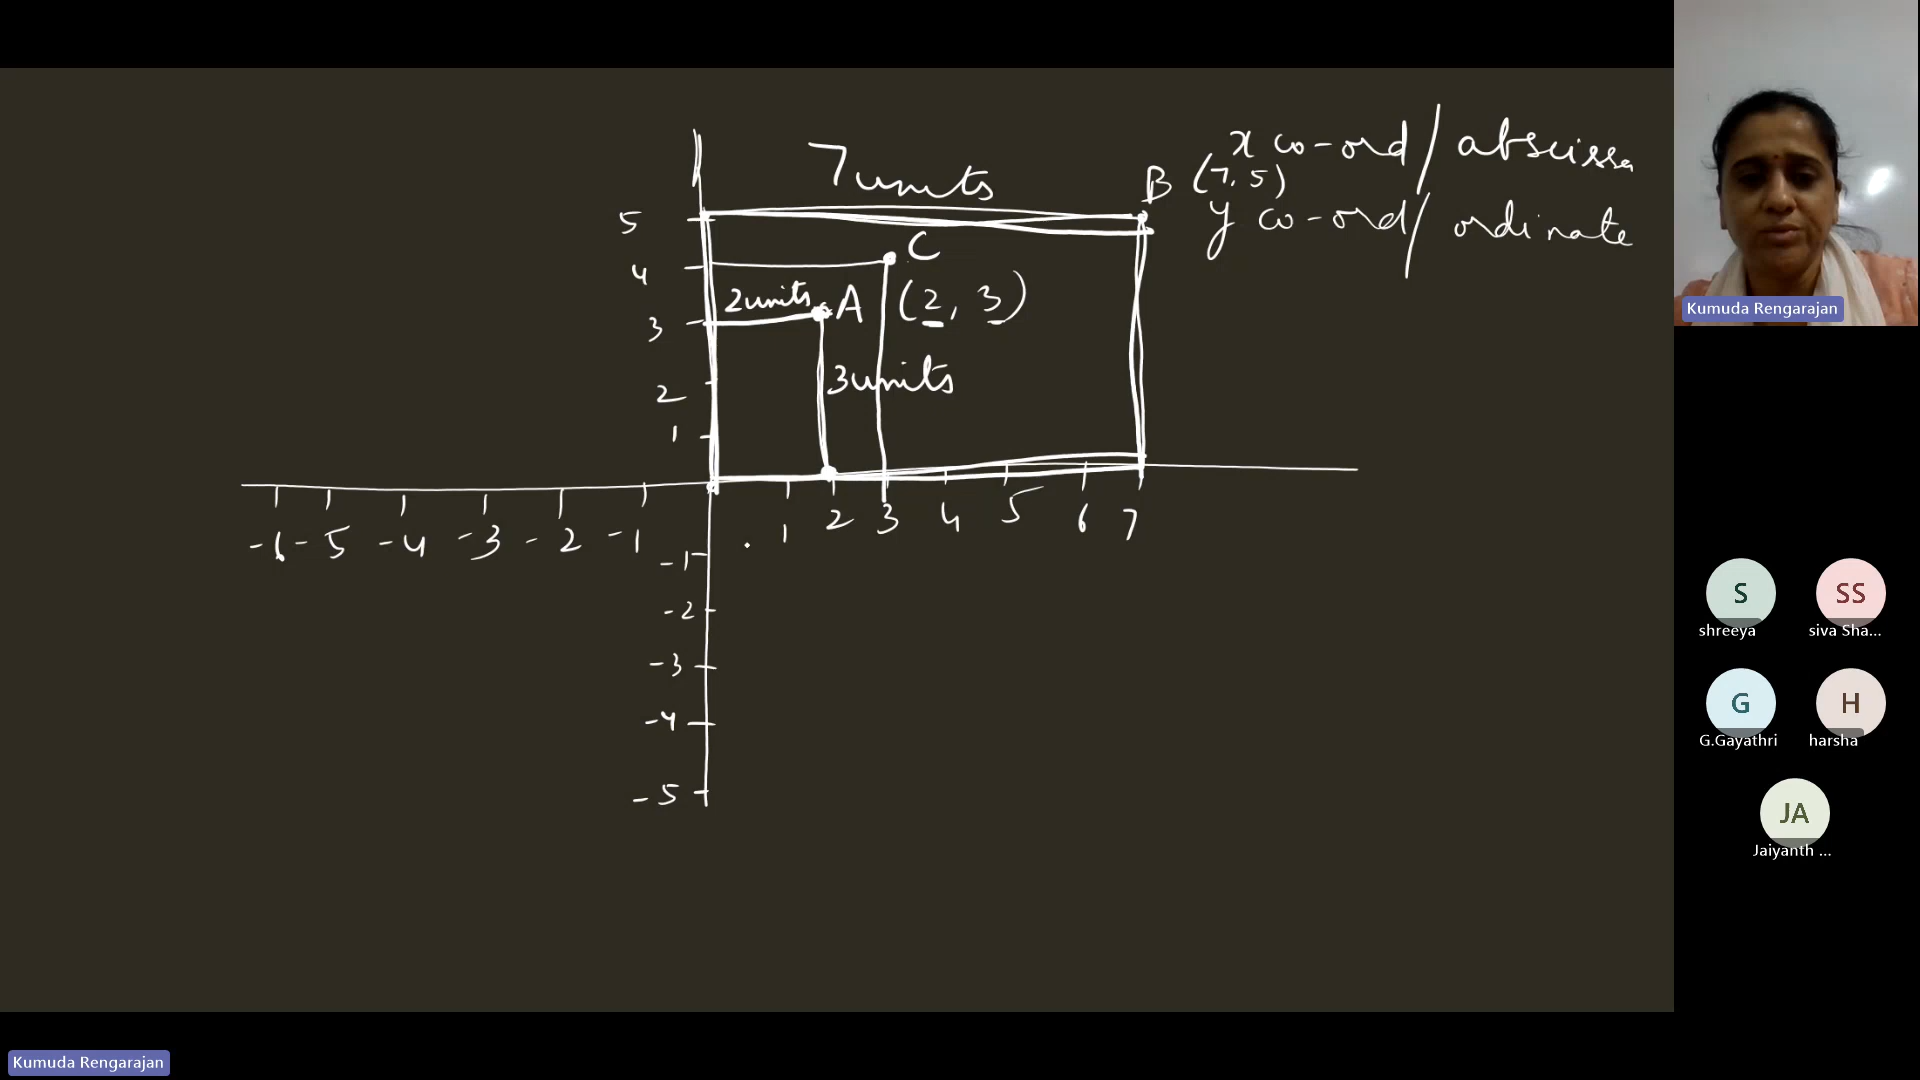 7units
x co-ord/ abscissa
B (7, 5)
y co-ord/ ordinate
5
C
4
2units A (2, 3)
3
3units
2
1
-6 -5 -4 -3 -2 -1 1 2 3 4 5 6 7
-1
-2
-3
-4
-5
Kumuda Rengarajan
S
SS
shreeya
siva Sha...
G
H
G.Gayathri
harsha
JA
Jaiyanth ...
Kumuda Rengarajan